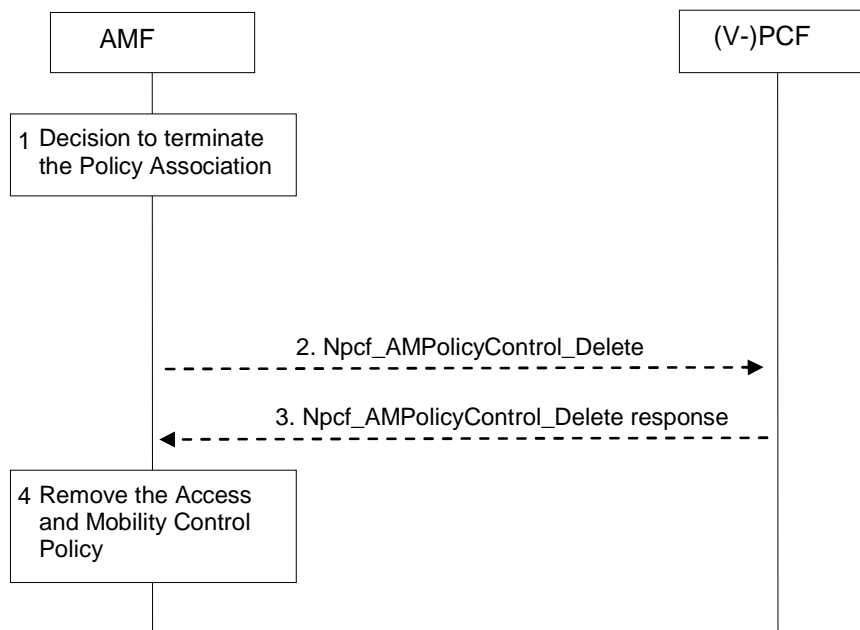 AMF
(V-)PCF
1 Decision to terminate
the Policy Association
2. Npcf_AMPolicyControl_Delete
3. Npcf_AMPolicyControl_Delete response
4 Remove the Access
and Mobility Control
Policy